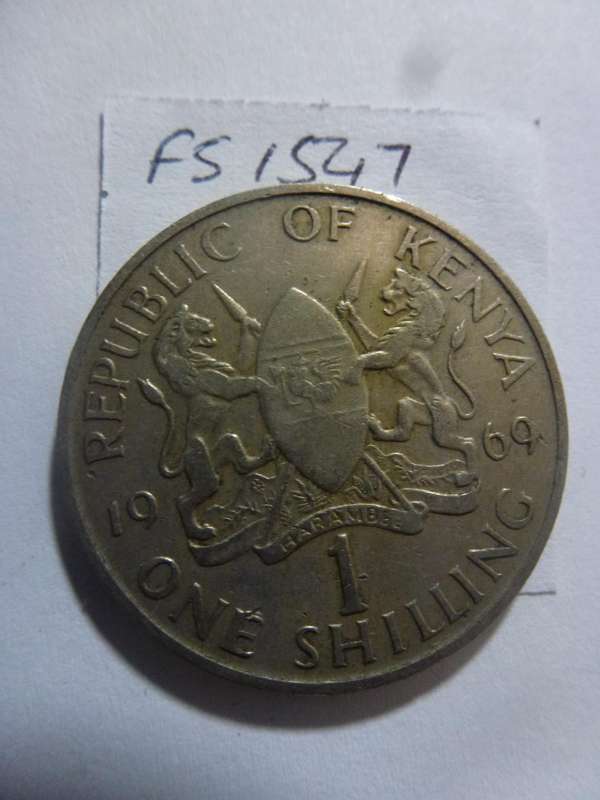 FS 1547
REPUBLIC OF KENYA
19 69
HARAMBEE
1
ONE SHILLING